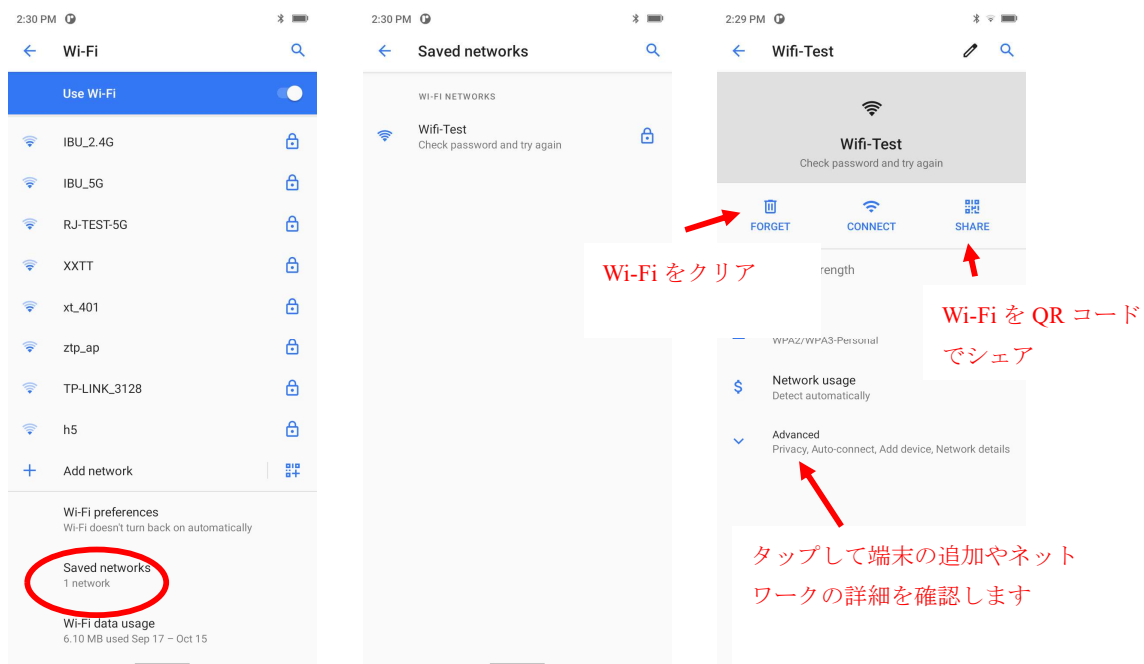 2:30 PM
Wi-Fi
Use Wi-Fi
IBU_2.4G
IBU_5G
RJ-TEST-5G
XXTT
xt_401
ztp_ap
TP-LINK_3128
h5
Add network
Wi-Fi preferences
Wi-Fi doesn't turn back on automatically
Saved networks
1 network
Wi-Fi data usage
6.10 MB used Sep 17 – Oct 15
2:30 PM
Saved networks
WI-FI NETWORKS
Wifi-Test
Check password and try again
2:29 PM
Wifi-Test
Wifi-Test
Check password and try again
FORGET
CONNECT
SHARE
Wi-Fi をクリア
rength
Wi-Fi を QR コード
でシェア
WPA2/WPA3-Personal
Network usage
Detect automatically
Advanced
Privacy, Auto-connect, Add device, Network details
タップして端末の追加やネット
ワークの詳細を確認します